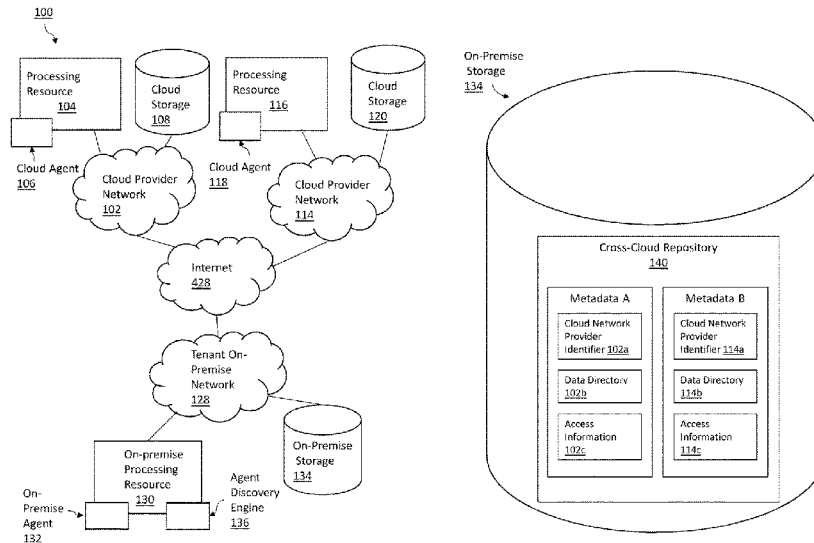 100
Processing
Resource
104
Cloud
Storage
108
Cloud Agent
106
Cloud Provider
Network
102
Processing
Resource
116
Cloud
Storage
120
Cloud Agent
118
Cloud Provider
Network
114
Internet
428
Tenant On-
Premise
Network
128
On-premise
Processing
Resource
130
On-Premise
Storage
134
On-
Premise
Agent
132
Agent
Discovery
Engine
136
On-Premise
Storage
134
Cross-Cloud Repository
140
Metadata A
Cloud Network
Provider
Identifier 102a
Data Directory
102b
Access
Information
102c
Metadata B
Cloud Network
Provider
Identifier 114a
Data Directory
114b
Access
Information
114c